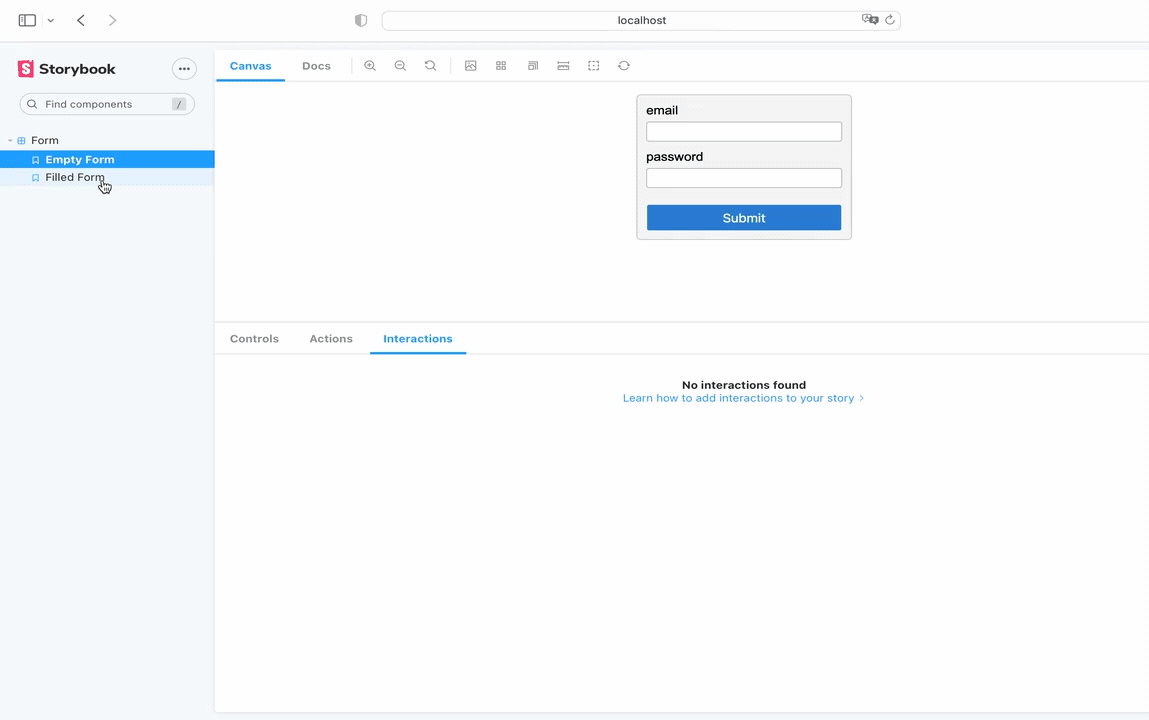 localhost
Storybook
Find components /
Form
Empty Form
Filled Form
Canvas Docs
email
password
Submit
Controls Actions Interactions
No interactions found
Learn how to add interactions to your story